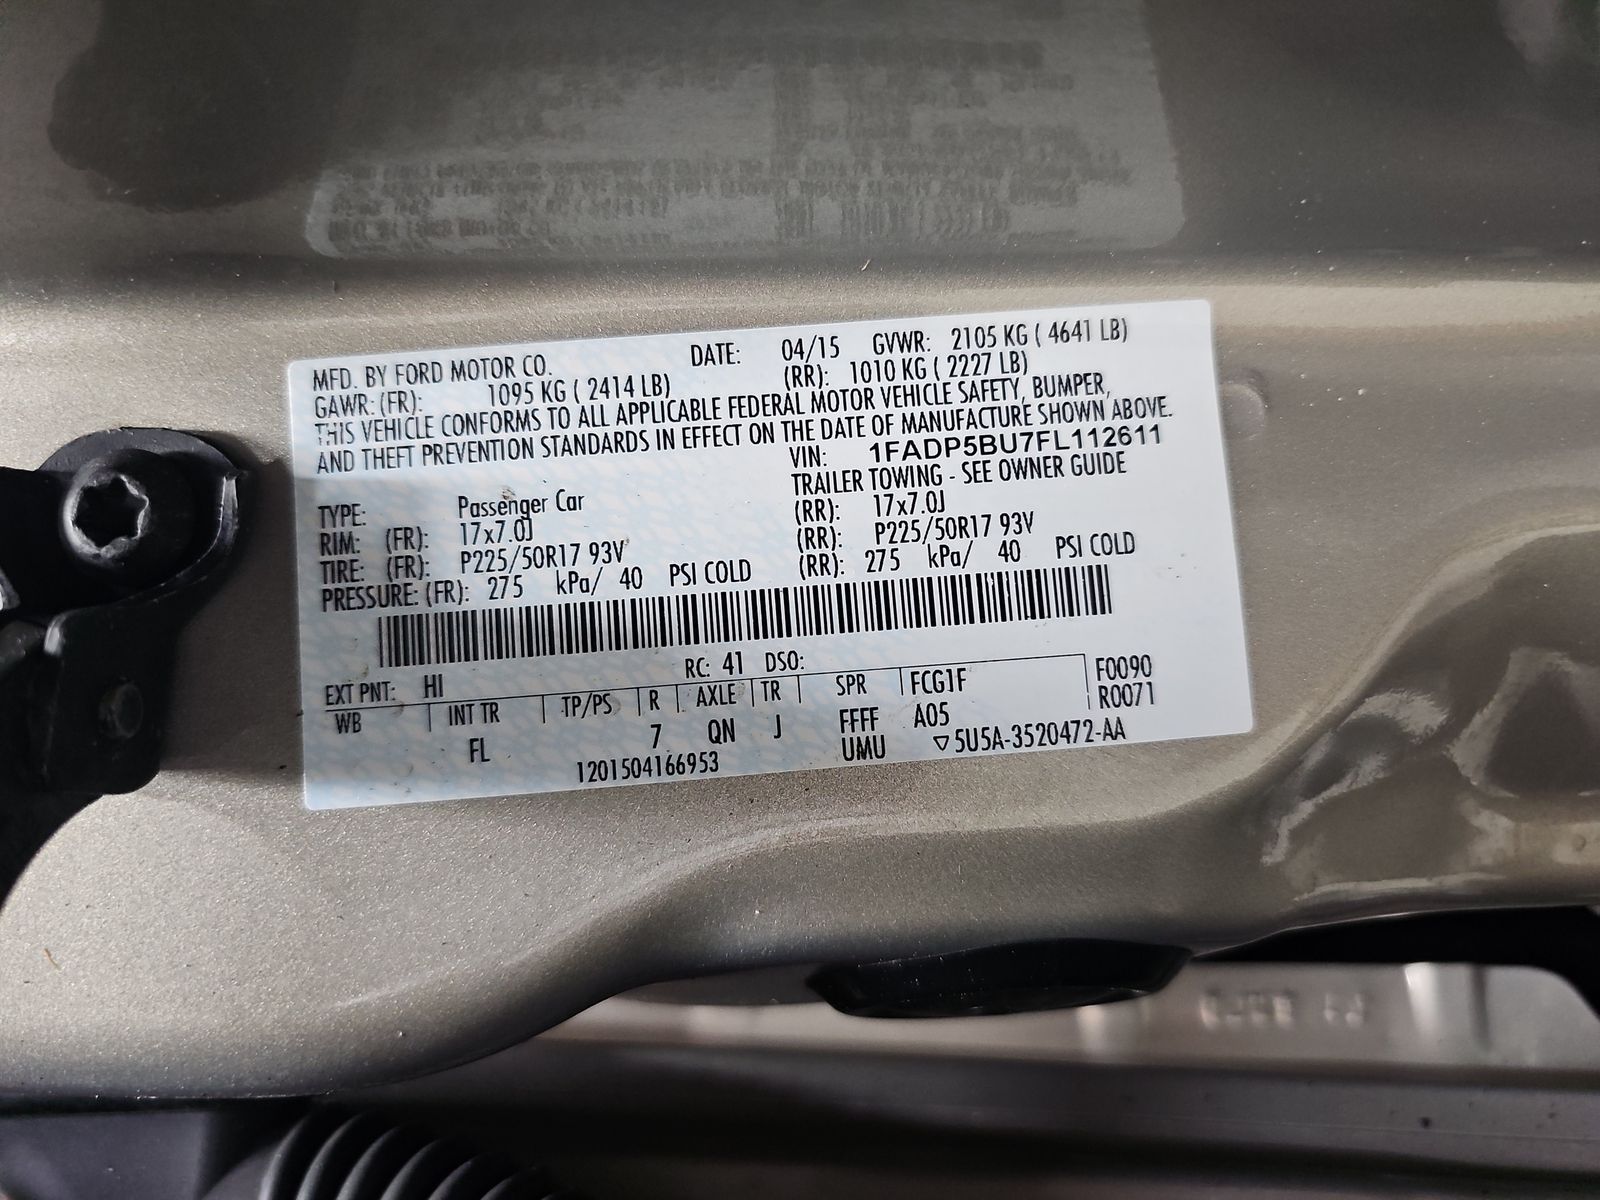 MFD. BY FORD MOTOR CO. DATE: 04/15 GVWR: 2105 KG ( 4641 LB)
GAWR: (FR): 1095 KG ( 2414 LB) (RR): 1010 KG ( 2227 LB)
THIS VEHICLE CONFORMS TO ALL APPLICABLE FEDERAL MOTOR VEHICLE SAFETY, BUMPER,
AND THEFT PREVENTION STANDARDS IN EFFECT ON THE DATE OF MANUFACTURE SHOWN ABOVE.
VIN: 1FADP5BU7FL112611
TRAILER TOWING - SEE OWNER GUIDE
TYPE: Passenger Car
RIM: (FR): 17x7.0J (RR): 17x7.0J
TIRE: (FR): P225/50R17 93V (RR): P225/50R17 93V
PRESSURE: (FR): 275 kPa/ 40 PSI COLD (RR): 275 kPa/ 40 PSI COLD
RC: 41 DSO:
EXT PNT: HI FCG1F F0090
WB INT TR TP/PS R AXLE TR SPR A05 R0071
FL 7 QN J FFFF
1201504166953 UMU ▽5U5A-3520472-AA